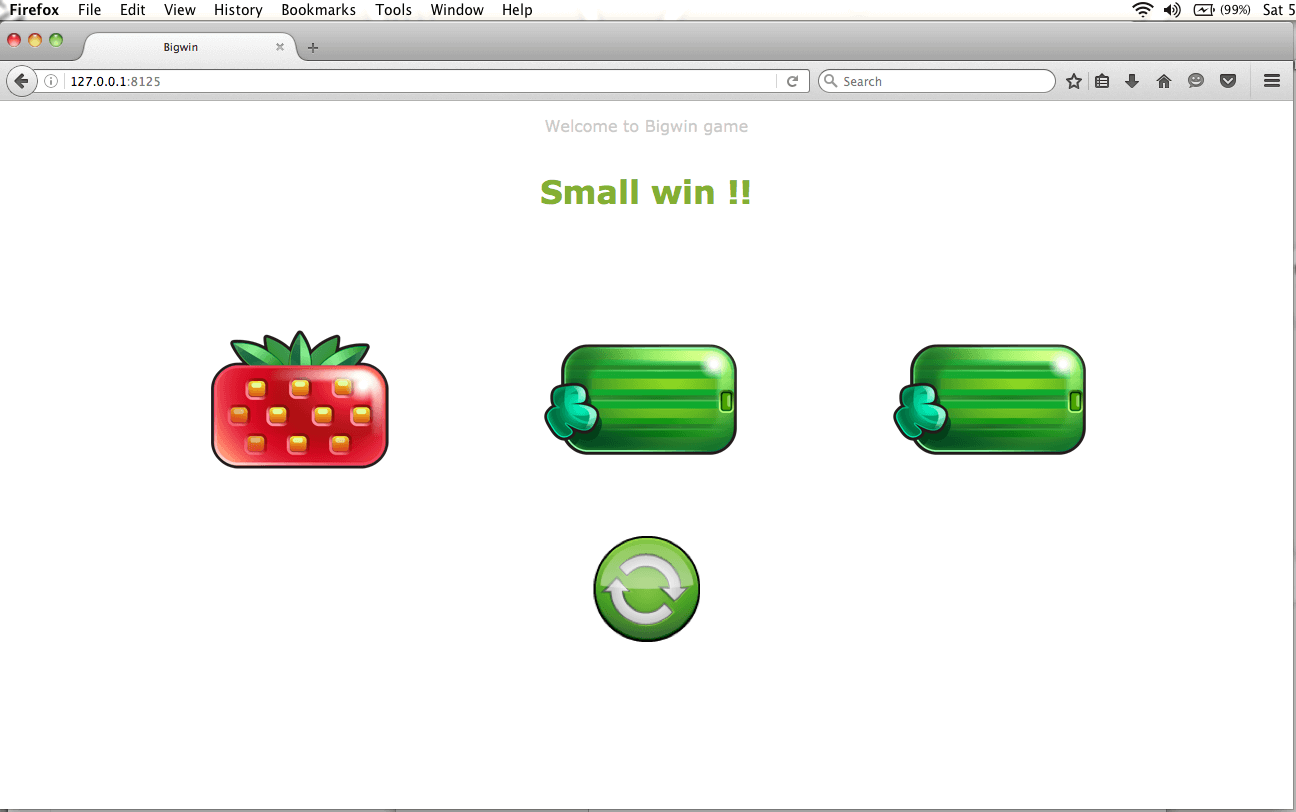 Firefox File Edit View History Bookmarks Tools Window Help (99%) Sat 5
Bigwin
127.0.0.1:8125 Search
Welcome to Bigwin game
Small win !!